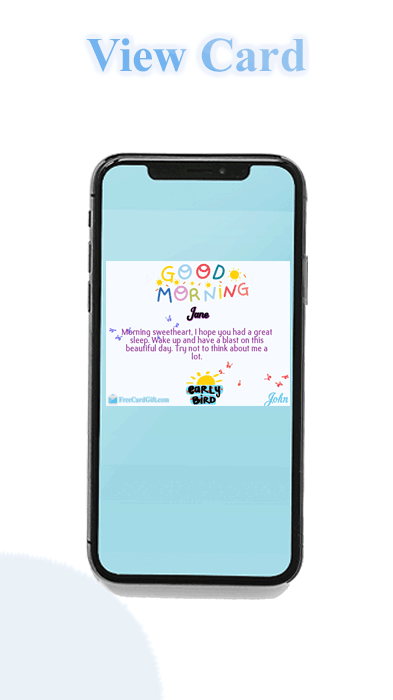 View Card
GOOD
MORNING
June
Morning sweetheart, I hope you had a great
sleep. Wake up and have a blast on this
beautiful day. Try not to think about me a
lot.
EARLY
BIRD
FreeCardGift.com
John